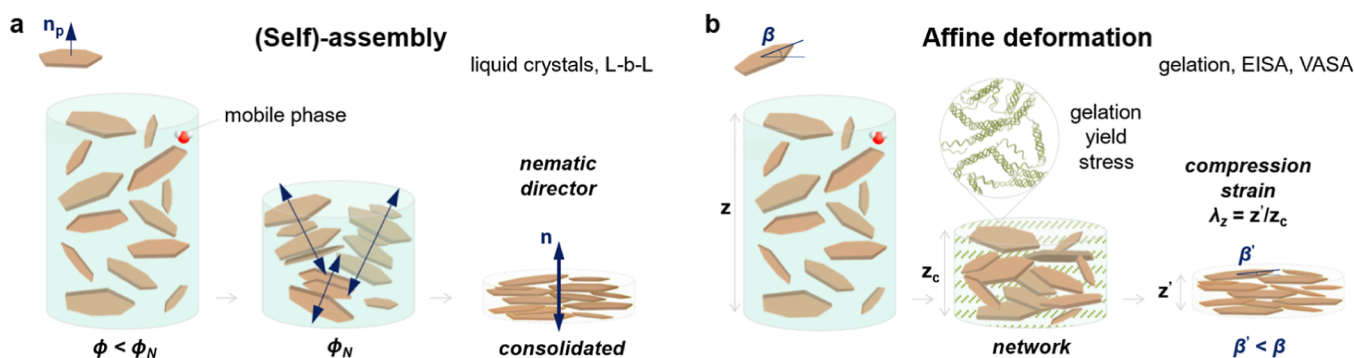 a
n_p
(Self)-assembly
liquid crystals, L-b-L
mobile phase
nematic
director
n
ϕ < ϕ_N
ϕ_N
consolidated
b
β
Affine deformation
gelation, EISA, VASA
gelation
yield
stress
compression
strain
λ_z = z'/z_c
z
z_c
β'
z'
network
β' < β